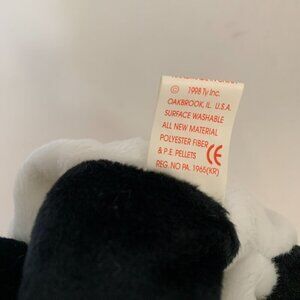 © 1998 Ty Inc.
OAKBROOK, IL. U.S.A.
SURFACE WASHABLE
ALL NEW MATERIAL
POLYESTER FIBER
& P.E. PELLETS CE
REG. NO PA. 1965(KR)